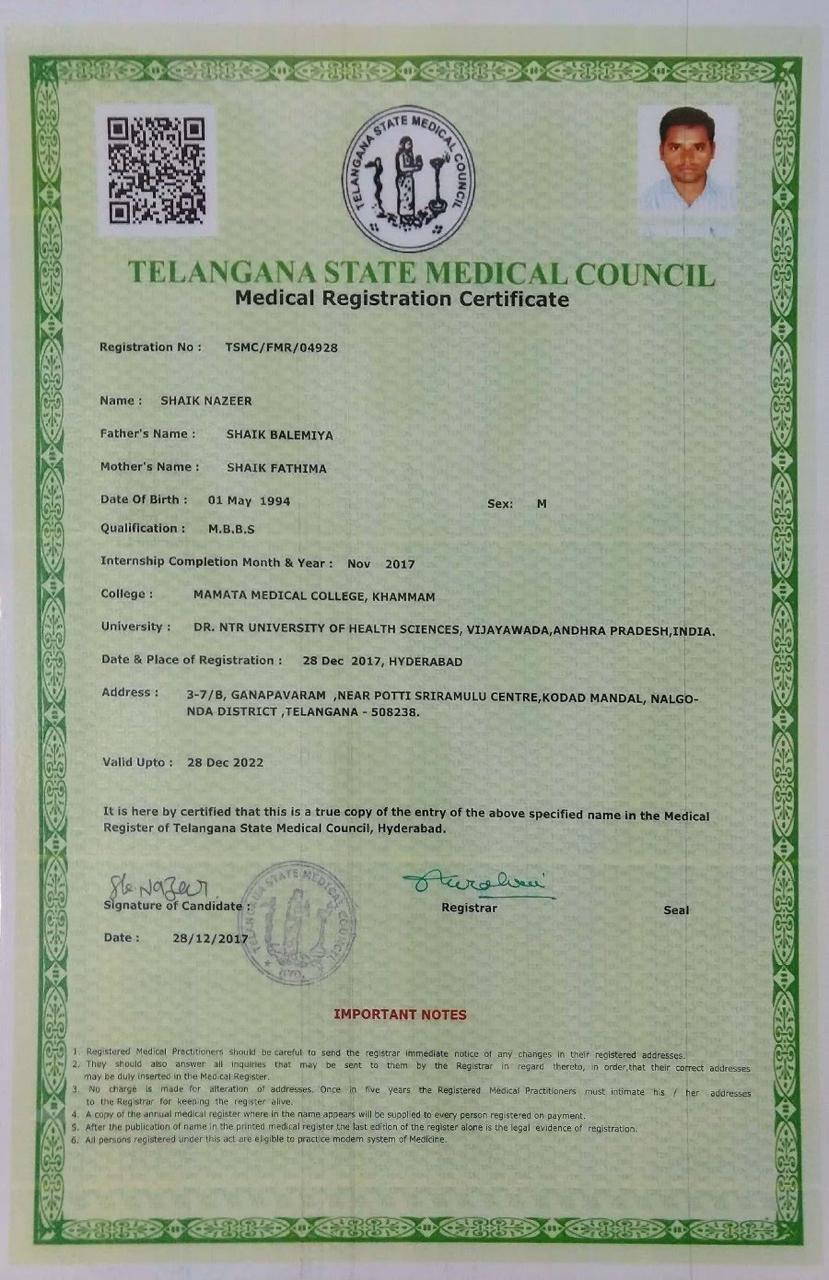 TELANGANA STATE MEDICAL COUNCIL
TELANGANA STATE MEDICAL COUNCIL
Medical Registration Certificate
Registration No : TSMC/FMR/04928
Name : SHAIK NAZEER
Father's Name : SHAIK BALEMIYA
Mother's Name : SHAIK FATHIMA
Date Of Birth : 01 May 1994 Sex: M
Qualification : M.B.B.S
Internship Completion Month & Year : Nov 2017
College : MAMATA MEDICAL COLLEGE, KHAMMAM
University : DR. NTR UNIVERSITY OF HEALTH SCIENCES, VIJAYAWADA,ANDHRA PRADESH,INDIA.
Date & Place of Registration : 28 Dec 2017, HYDERABAD
Address : 3-7/B, GANAPAVARAM ,NEAR POTTI SRIRAMULU CENTRE,KODAD MANDAL, NALGO-
NDA DISTRICT ,TELANGANA - 508238.
Valid Upto : 28 Dec 2022
It is here by certified that this is a true copy of the entry of the above specified name in the Medical
Register of Telangana State Medical Council, Hyderabad.
Sk. Nazeer
Signature of Candidate : Registrar Seal
Date : 28/12/2017
TELANGANA STATE MEDICAL COUNCIL
IMPORTANT NOTES
1. Registered Medical Practitioners should be careful to send the registrar immediate notice of any changes in their registered addresses.
2. They should also answer all inquiries that may be sent to them by the Registrar in regard thereto, in order,that their correct addresses
may be duly inserted in the Medical Register.
3. No charge is made for alteration of addresses. Once in five years the Registered Medical Practitioners must intimate his / her addresses
to the Registrar for keeping the register alive.
4. A copy of the annual medical register where in the name appears will be supplied to every person registered on payment.
5. After the publication of name in the printed medical register the last edition of the register alone is the legal evidence of registration.
6. All persons registered under this act are eligible to practice modern system of Medicine.